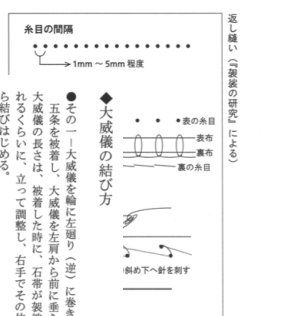 返し縫い(『袈裟の研究』による)
糸目の間隔
1mm ~ 5mm 程度
表の糸目
表布
裏布
裏の糸目
斜め下へ針を刺す
◆大威儀の結び方
●その一―大威儀を輪に左廻り(逆)に巻き
五条を被着し、大威儀を左肩から前に垂
大威儀の長さは、被着した時に、石帯が袈裟
れるくらいに、立って調整し、右手でその
ら結びはじめる。